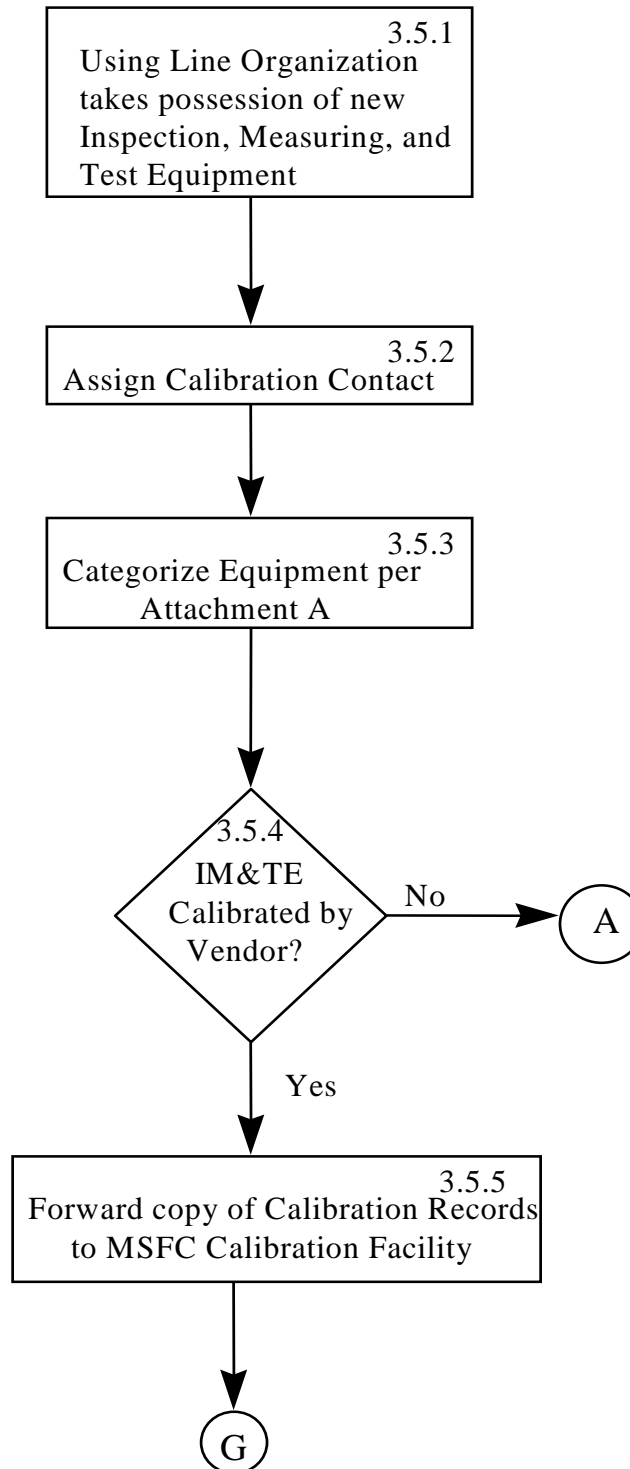 3.5.1
Using Line Organization
takes possession of new
Inspection, Measuring, and
Test Equipment
3.5.2
Assign Calibration Contact
3.5.3
Categorize Equipment per
Attachment A
3.5.4
IM&TE
Calibrated by
Vendor?
No
A
Yes
3.5.5
Forward copy of Calibration Records
to MSFC Calibration Facility
G